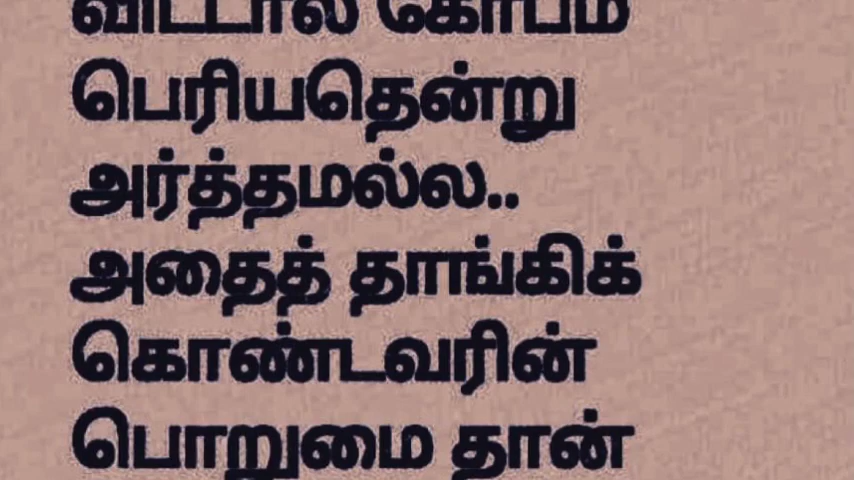 விட்டால் கோபம்
பெரியதென்று
அர்த்தமல்ல..
அதைத் தாங்கிக்
கொண்டவரின்
பொறுமை தான்